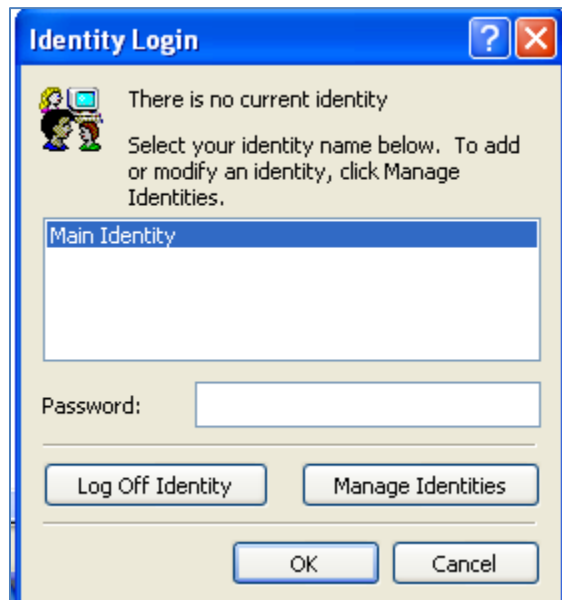 Identity Login
There is no current identity
Select your identity name below. To add
or modify an identity, click Manage
Identities.
Main Identity
Password:
Log Off Identity
Manage Identities
OK
Cancel